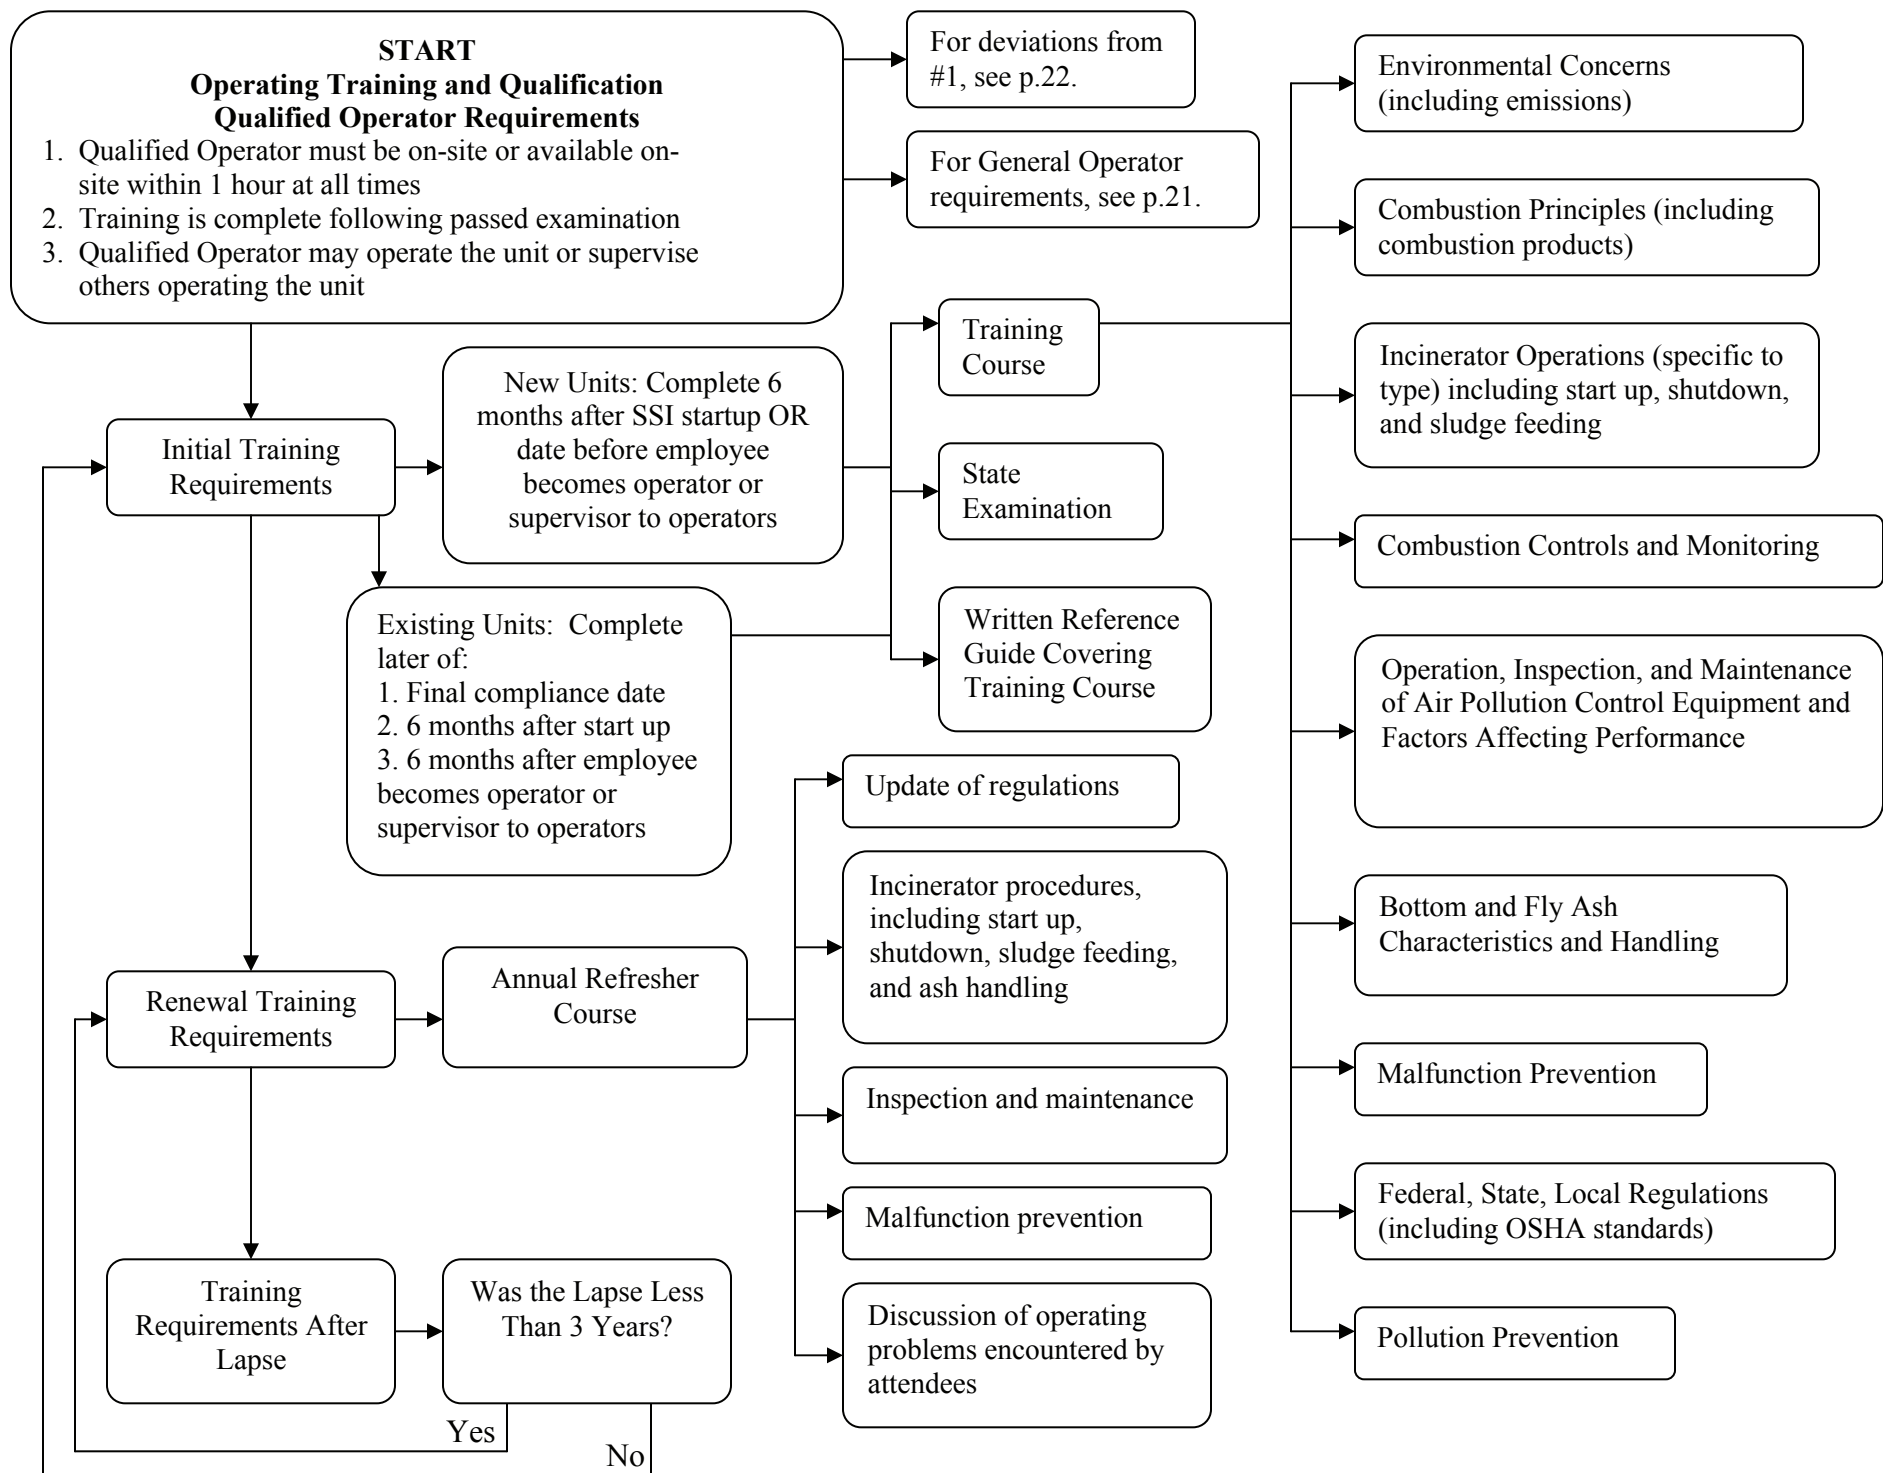 START
Operating Training and Qualification
Qualified Operator Requirements
1. Qualified Operator must be on-site or available on-
site within 1 hour at all times
2. Training is complete following passed examination
3. Qualified Operator may operate the unit or supervise
others operating the unit
For deviations from
#1, see p.22.
For General Operator
requirements, see p.21.
Initial Training
Requirements
New Units: Complete 6
months after SSI startup OR
date before employee
becomes operator or
supervisor to operators
Existing Units: Complete
later of:
1. Final compliance date
2. 6 months after start up
3. 6 months after employee
becomes operator or
supervisor to operators
Training
Course
State
Examination
Written Reference
Guide Covering
Training Course
Environmental Concerns
(including emissions)
Combustion Principles (including
combustion products)
Incinerator Operations (specific to
type) including start up, shutdown,
and sludge feeding
Combustion Controls and Monitoring
Operation, Inspection, and Maintenance
of Air Pollution Control Equipment and
Factors Affecting Performance
Bottom and Fly Ash
Characteristics and Handling
Malfunction Prevention
Federal, State, Local Regulations
(including OSHA standards)
Pollution Prevention
Renewal Training
Requirements
Annual Refresher
Course
Update of regulations
Incinerator procedures,
including start up,
shutdown, sludge feeding,
and ash handling
Inspection and maintenance
Malfunction prevention
Discussion of operating
problems encountered by
attendees
Training
Requirements After
Lapse
Was the Lapse Less
Than 3 Years?
Yes
No